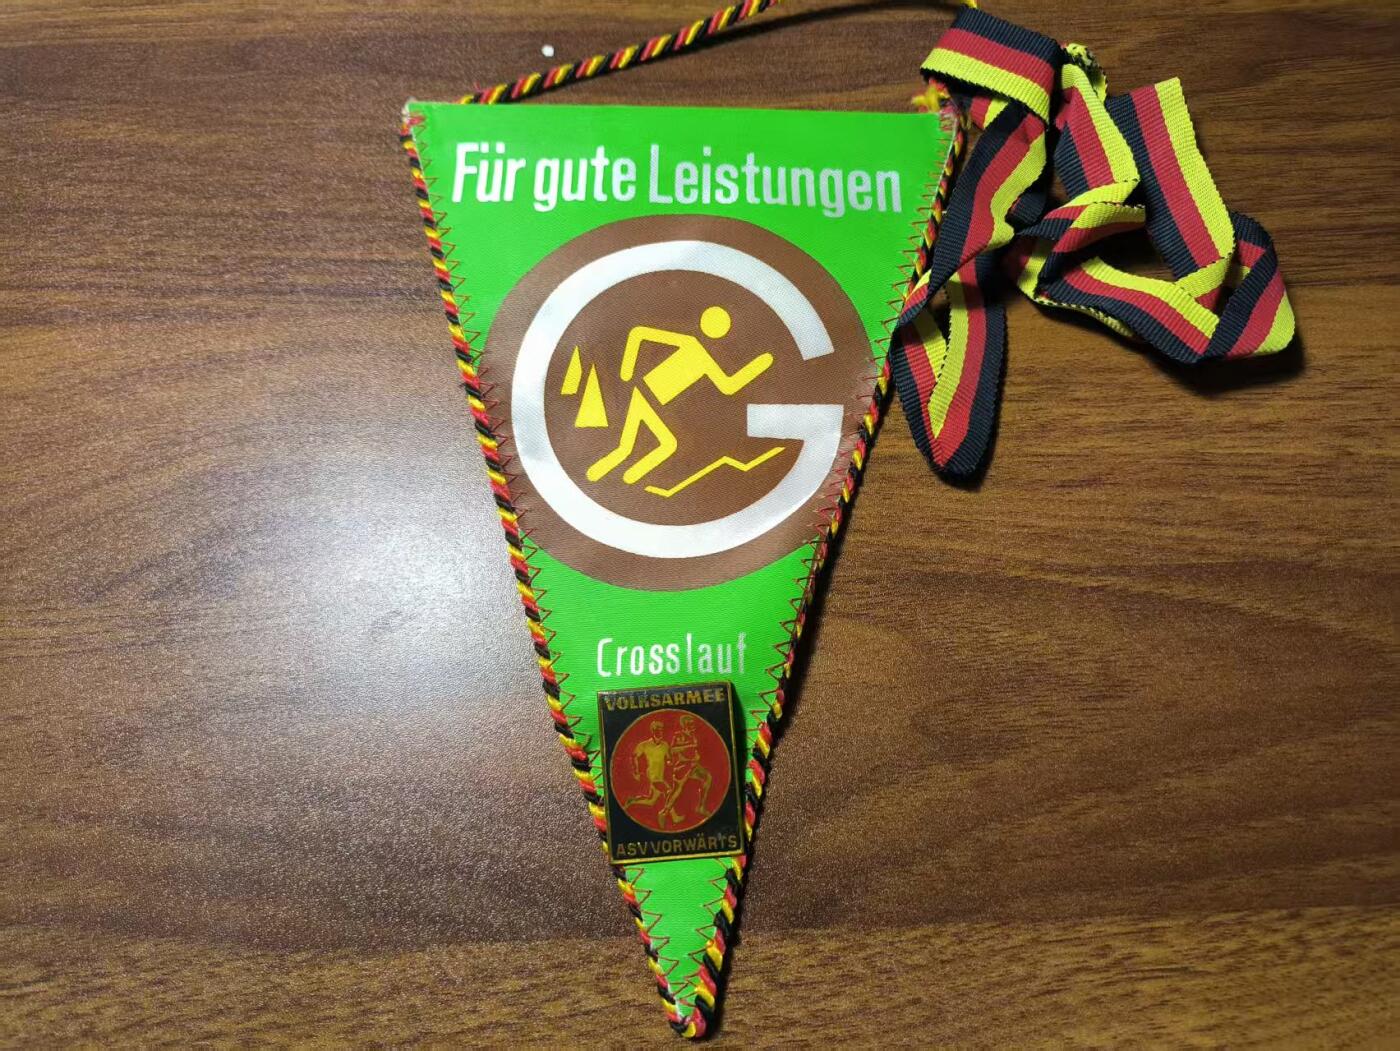 Für gute Leistungen
G
Crosslauf
VOLKSARMEE
ASV VORWÄRTS